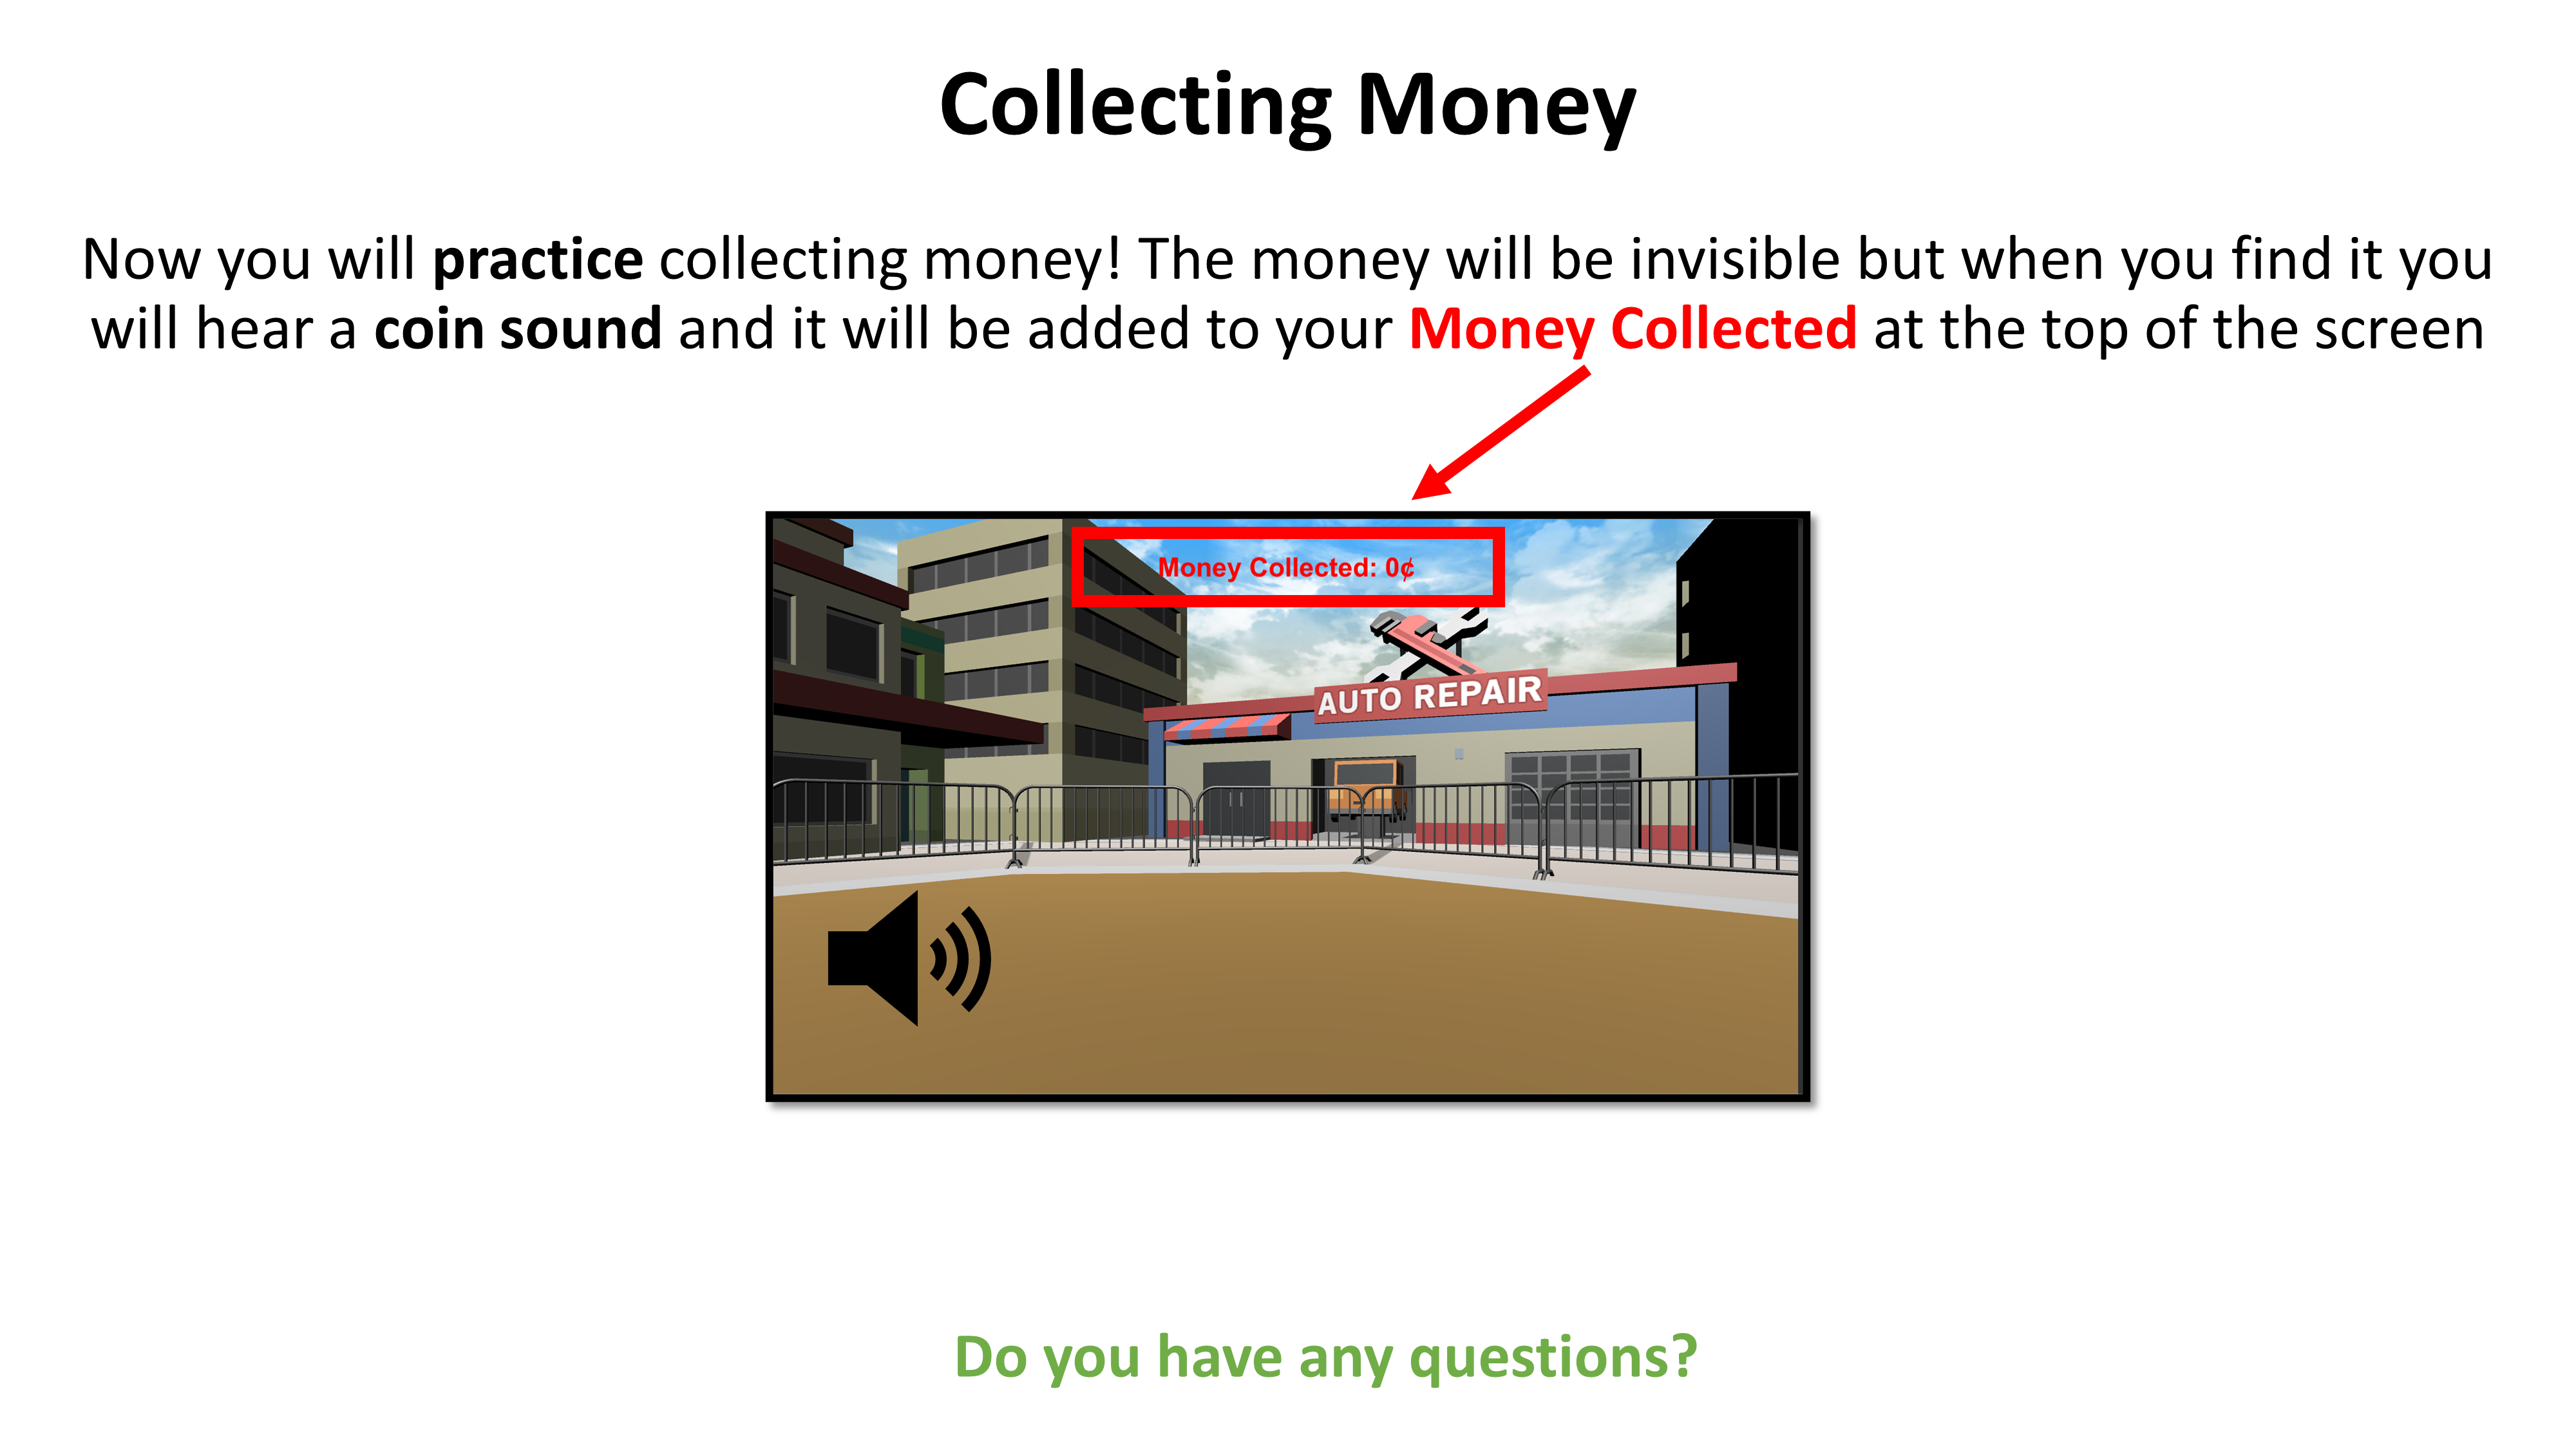 Collecting Money
Now you will practice collecting money! The money will be invisible but when you find it you
will hear a coin sound and it will be added to your Money Collected at the top of the screen
Money Collected: 0¢
AUTO REPAIR
Do you have any questions?